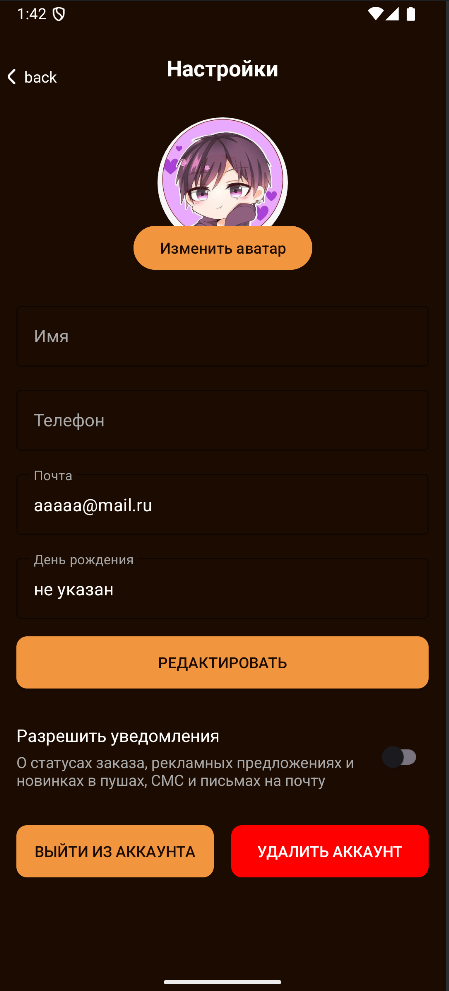 1:42
Настройки
back
Изменить аватар
Имя
Телефон
Почта
aaaaa@mail.ru
День рождения
не указан
РЕДАКТИРОВАТЬ
Разрешить уведомления
О статусах заказа, рекламных предложениях и
новинках в пушах, СМС и письмах на почту
ВЫЙТИ ИЗ АККАУНТА
УДАЛИТЬ АККАУНТ